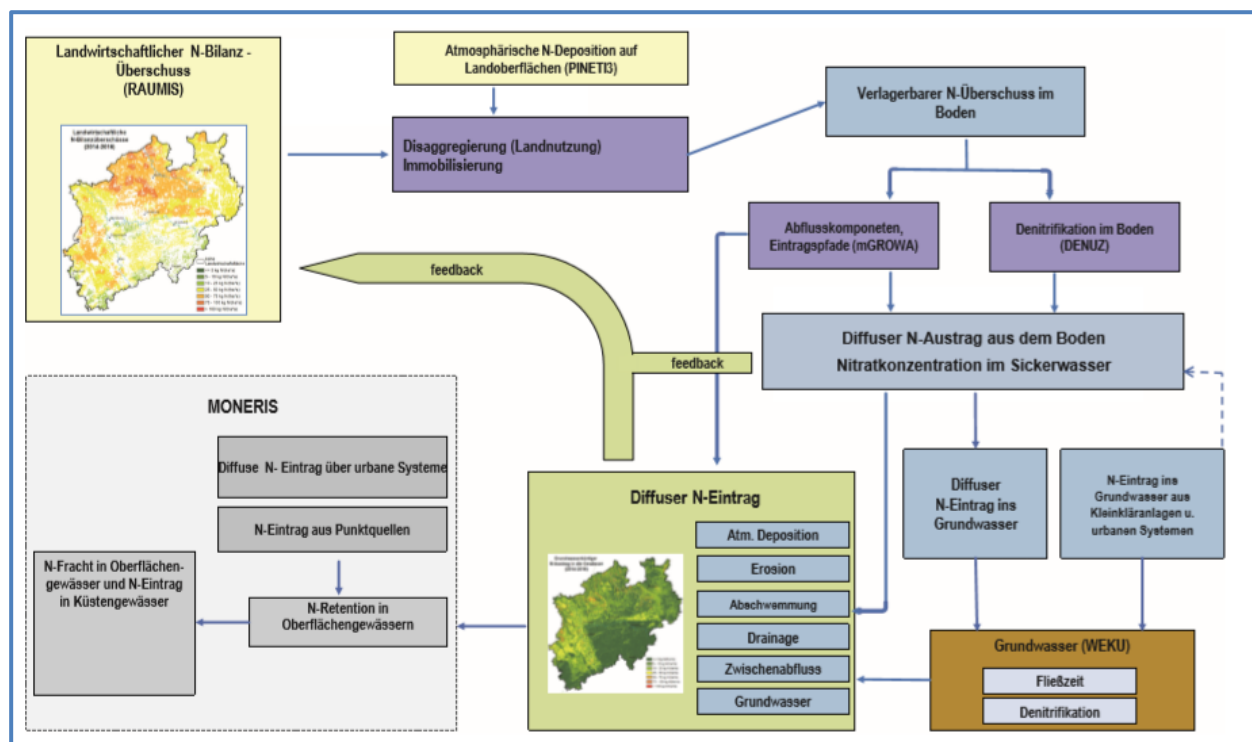 Landwirtschaftlicher N-Bilanz -
Überschuss
(RAUMIS)
Landwirtschaftliche
N-Bilanzüberschüsse
(2014-2016)
Atmosphärische N-Deposition auf
Landoberflächen (PINETI3)
Disaggregierung (Landnutzung)
Immobilisierung
Verlagerbarer N-Überschuss im
Boden
Abflusskomponeten,
Eintragspfade (mGROWA)
Denitrifikation im Boden
(DENUZ)
feedback
feedback
Diffuser N-Austrag aus dem Boden
Nitratkonzentration im Sickerwasser
MONERIS
Diffuse N- Eintrag über urbane Systeme
N-Eintrag aus Punktquellen
N-Fracht in Oberflächen-
gewässer und N-Eintrag
in Küstengewässer
N-Retention in
Oberflächengewässern
Diffuser N-Eintrag
Atm. Deposition
Erosion
Abschwemmung
Drainage
Zwischenabfluss
Grundwasser
Diffuser
N-Eintrag ins
Grundwasser
N-Eintrag ins
Grundwasser aus
Kleinkläranlagen u.
urbanen Systemen
Grundwasser (WEKU)
Fließzeit
Denitrifikation